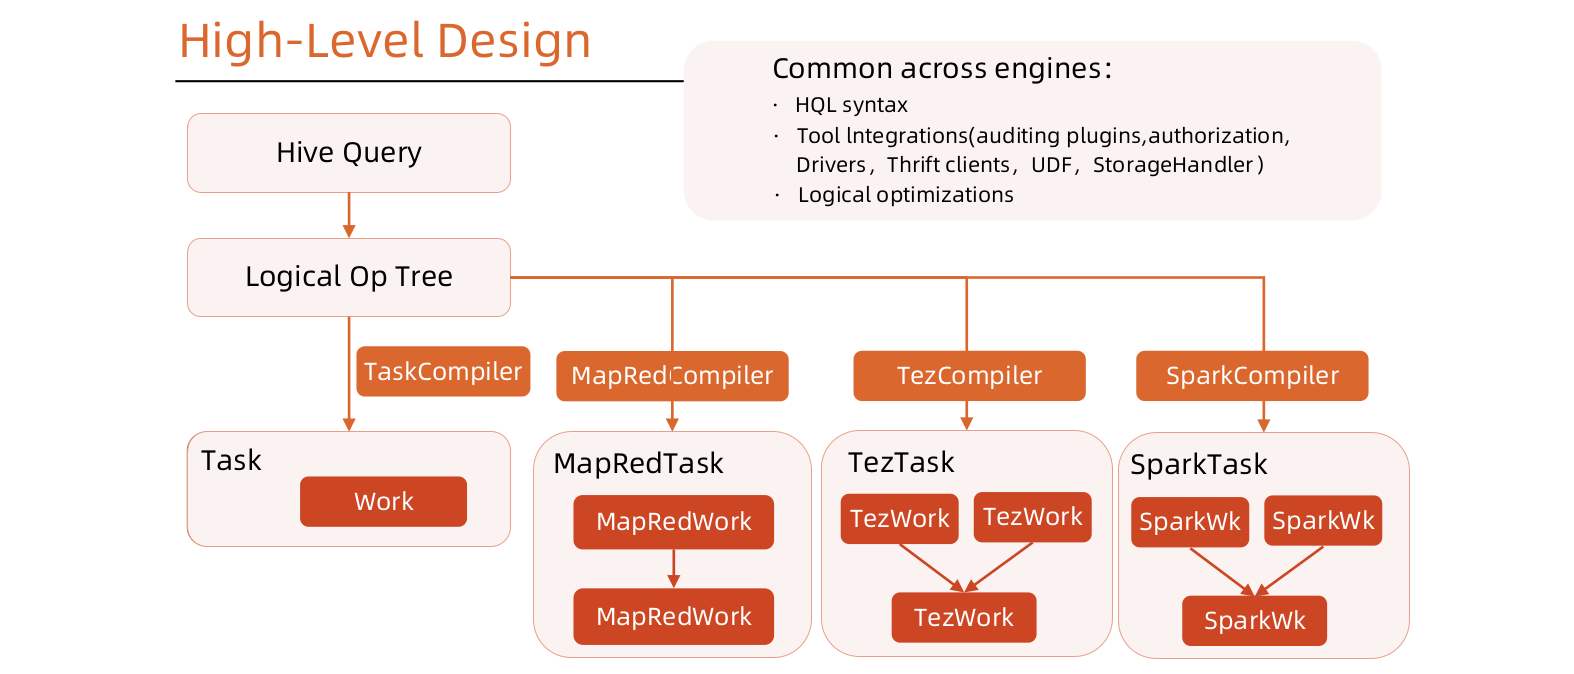 High-Level Design
Common across engines:
· HQL syntax
· Tool lntegrations(auditing plugins,authorization,
Drivers, Thrift clients, UDF, StorageHandler)
· Logical optimizations
Hive Query
Logical Op Tree
TaskCompiler
MapRedCompiler
TezCompiler
SparkCompiler
Task
Work
MapRedTask
MapRedWork
MapRedWork
TezTask
TezWork
TezWork
TezWork
SparkTask
SparkWk
SparkWk
SparkWk